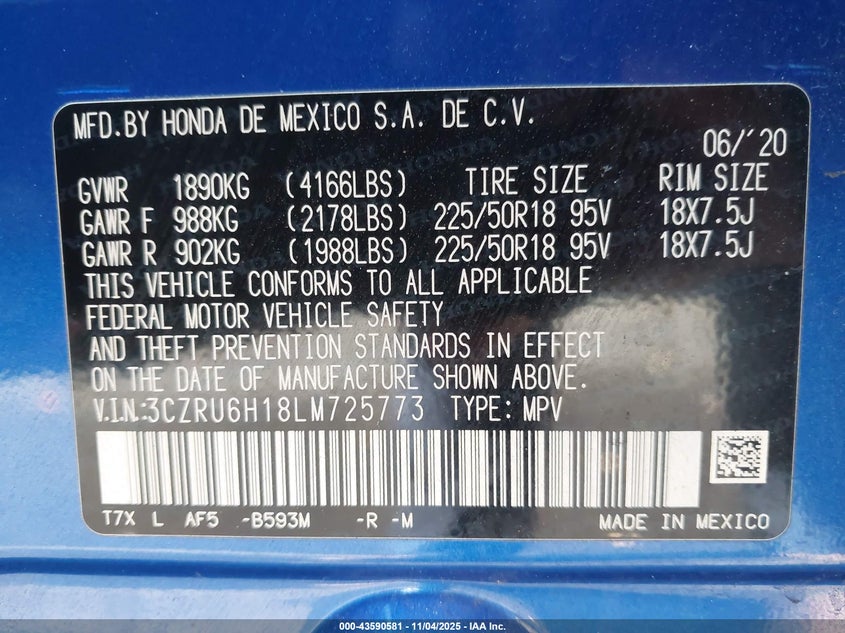 MFD.BY HONDA DE MEXICO S.A. DE C.V.
06/'20
GVWR 1890KG (4166LBS) TIRE SIZE RIM SIZE
GAWR F 988KG (2178LBS) 225/50R18 95V 18X7.5J
GAWR R 902KG (1988LBS) 225/50R18 95V 18X7.5J
THIS VEHICLE CONFORMS TO ALL APPLICABLE
FEDERAL MOTOR VEHICLE SAFETY
AND THEFT PREVENTION STANDARDS IN EFFECT
ON THE DATE OF MANUFACTURE SHOWN ABOVE.
V.I.N.:3CZRU6H18LM725773 TYPE: MPV
T7X L AF5 -B593M -R -M MADE IN MEXICO
000-43590581 - 11/04/2025 - IAA Inc.